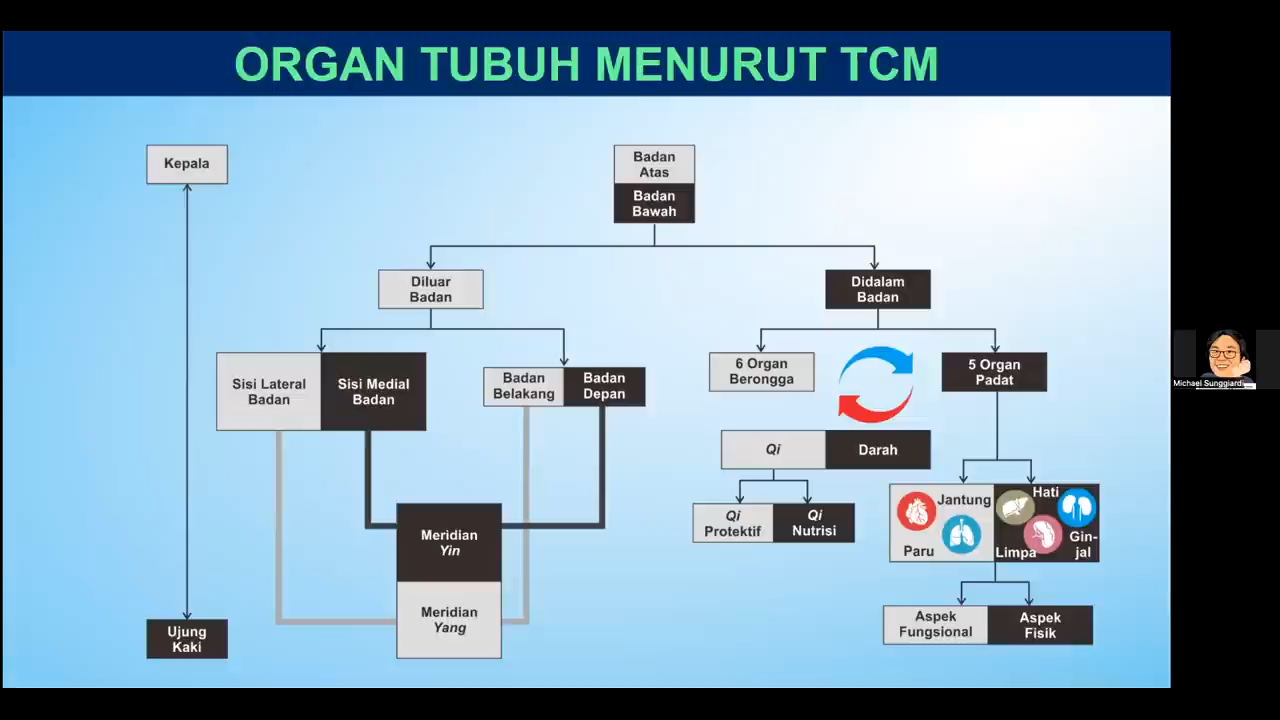 ORGAN TUBUH MENURUT TCM
Kepala
Badan
Atas
Badan
Bawah
Diluar
Badan
Didalam
Badan
Sisi Lateral
Badan
Sisi Medial
Badan
Badan
Belakang
Badan
Depan
6 Organ
Berongga
5 Organ
Padat
Qi
Darah
Qi
Protektif
Qi
Nutrisi
Jantung
Paru
Hati
Limpa
Gin-
jal
Meridian
Yin
Meridian
Yang
Aspek
Fungsional
Aspek
Fisik
Ujung
Kaki